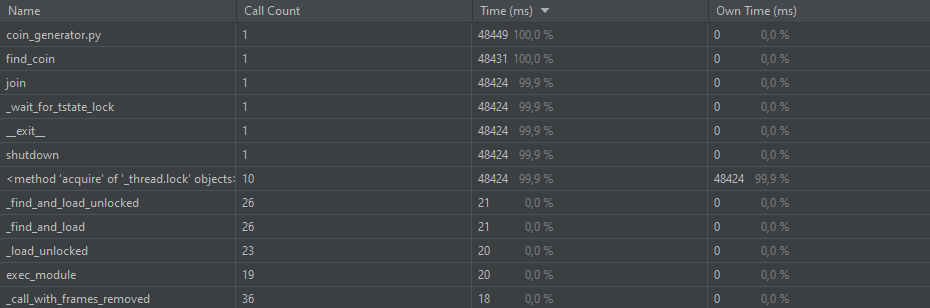 Name Call Count Time (ms) Own Time (ms)
coin_generator.py 1 48449 100,0 % 0 0,0 %
find_coin 1 48431 100,0 % 0 0,0 %
join 1 48424 99,9 % 0 0,0 %
_wait_for_tstate_lock 1 48424 99,9 % 0 0,0 %
__exit__ 1 48424 99,9 % 0 0,0 %
shutdown 1 48424 99,9 % 0 0,0 %
<method 'acquire' of '_thread.lock' objects> 10 48424 99,9 % 48424 99,9 %
_find_and_load_unlocked 26 21 0,0 % 0 0,0 %
_find_and_load 26 21 0,0 % 0 0,0 %
_load_unlocked 23 20 0,0 % 0 0,0 %
exec_module 19 20 0,0 % 0 0,0 %
_call_with_frames_removed 36 18 0,0 % 0 0,0 %